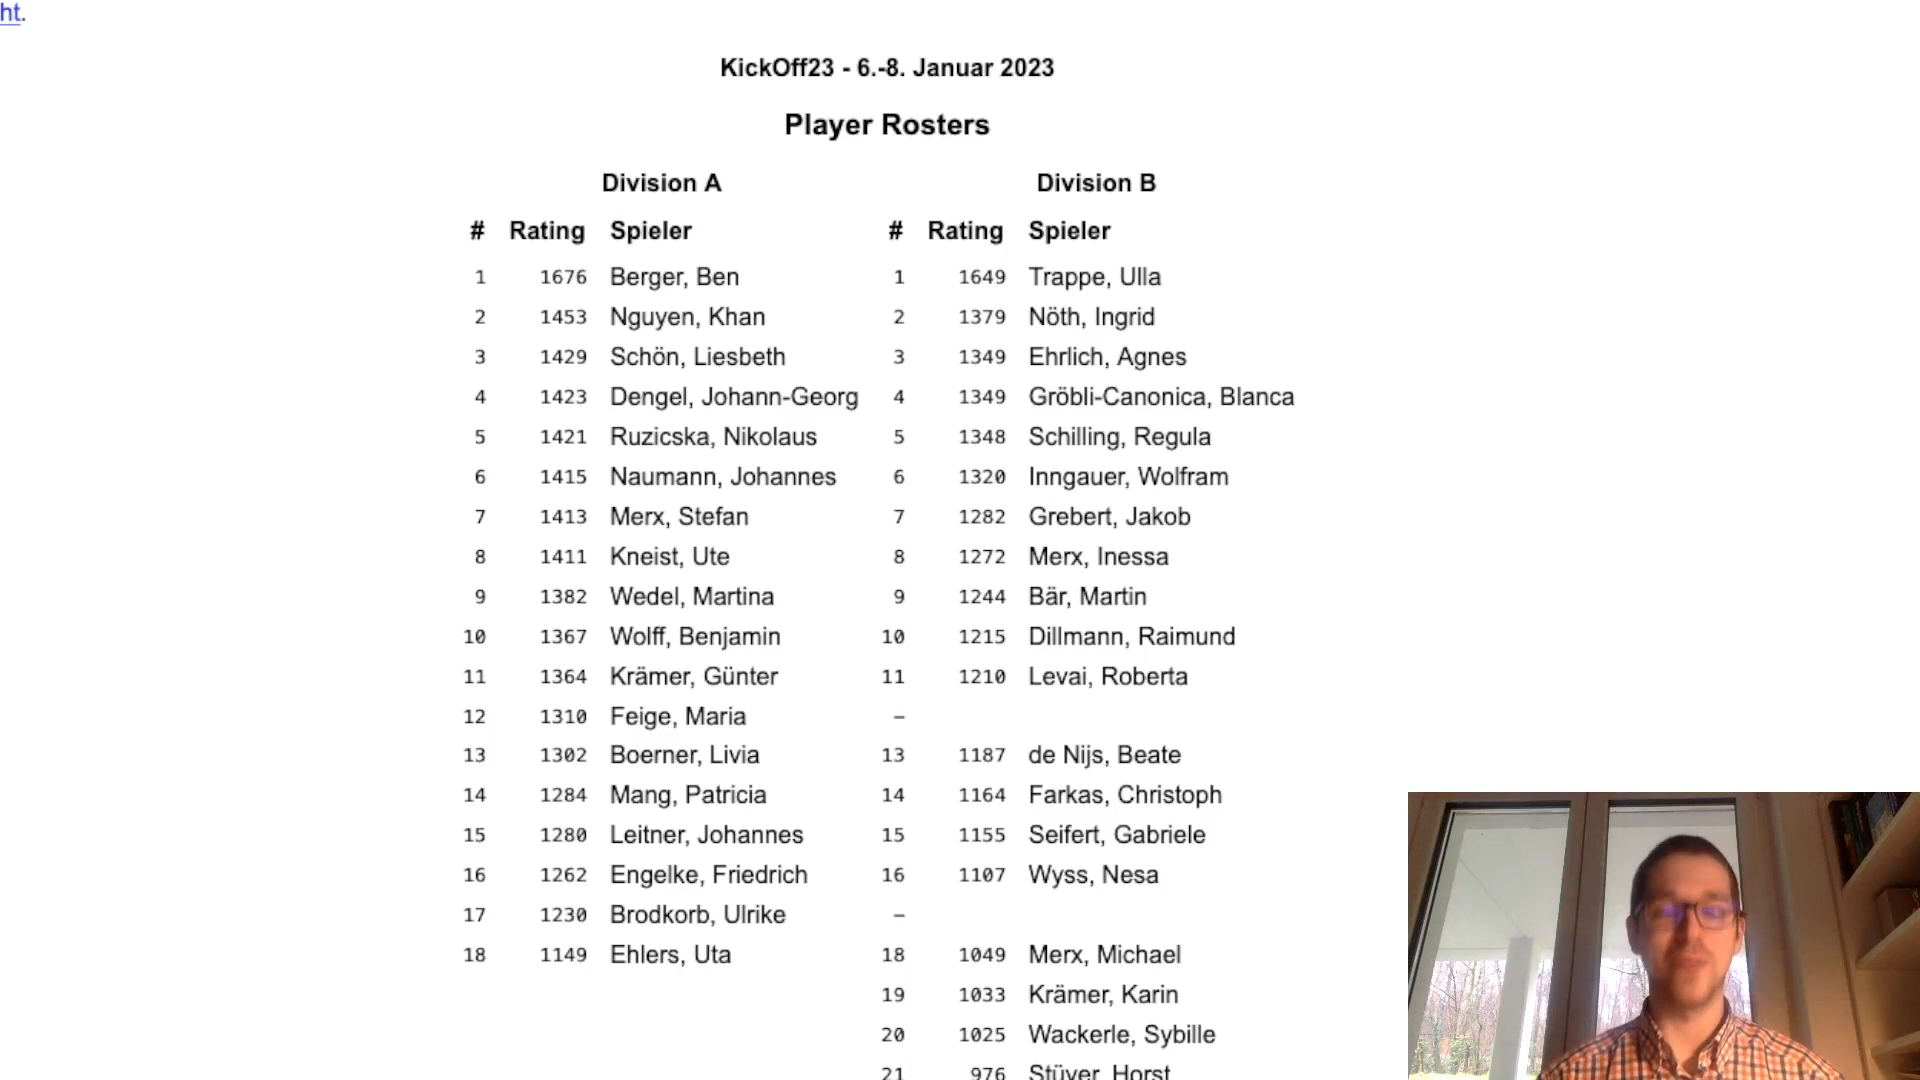 ht.
KickOff23 - 6.-8. Januar 2023
Player Rosters
Division A Division B
# Rating Spieler # Rating Spieler
1 1676 Berger, Ben 1 1649 Trappe, Ulla
2 1453 Nguyen, Khan 2 1379 Nöth, Ingrid
3 1429 Schön, Liesbeth 3 1349 Ehrlich, Agnes
4 1423 Dengel, Johann-Georg 4 1349 Gröbli-Canonica, Blanca
5 1421 Ruzicska, Nikolaus 5 1348 Schilling, Regula
6 1415 Naumann, Johannes 6 1320 Inngauer, Wolfram
7 1413 Merx, Stefan 7 1282 Grebert, Jakob
8 1411 Kneist, Ute 8 1272 Merx, Inessa
9 1382 Wedel, Martina 9 1244 Bär, Martin
10 1367 Wolff, Benjamin 10 1215 Dillmann, Raimund
11 1364 Krämer, Günter 11 1210 Levai, Roberta
12 1310 Feige, Maria –
13 1302 Boerner, Livia 13 1187 de Nijs, Beate
14 1284 Mang, Patricia 14 1164 Farkas, Christoph
15 1280 Leitner, Johannes 15 1155 Seifert, Gabriele
16 1262 Engelke, Friedrich 16 1107 Wyss, Nesa
17 1230 Brodkorb, Ulrike –
18 1149 Ehlers, Uta 18 1049 Merx, Michael
19 1033 Krämer, Karin
20 1025 Wackerle, Sybille
21 976 Stüver, Horst